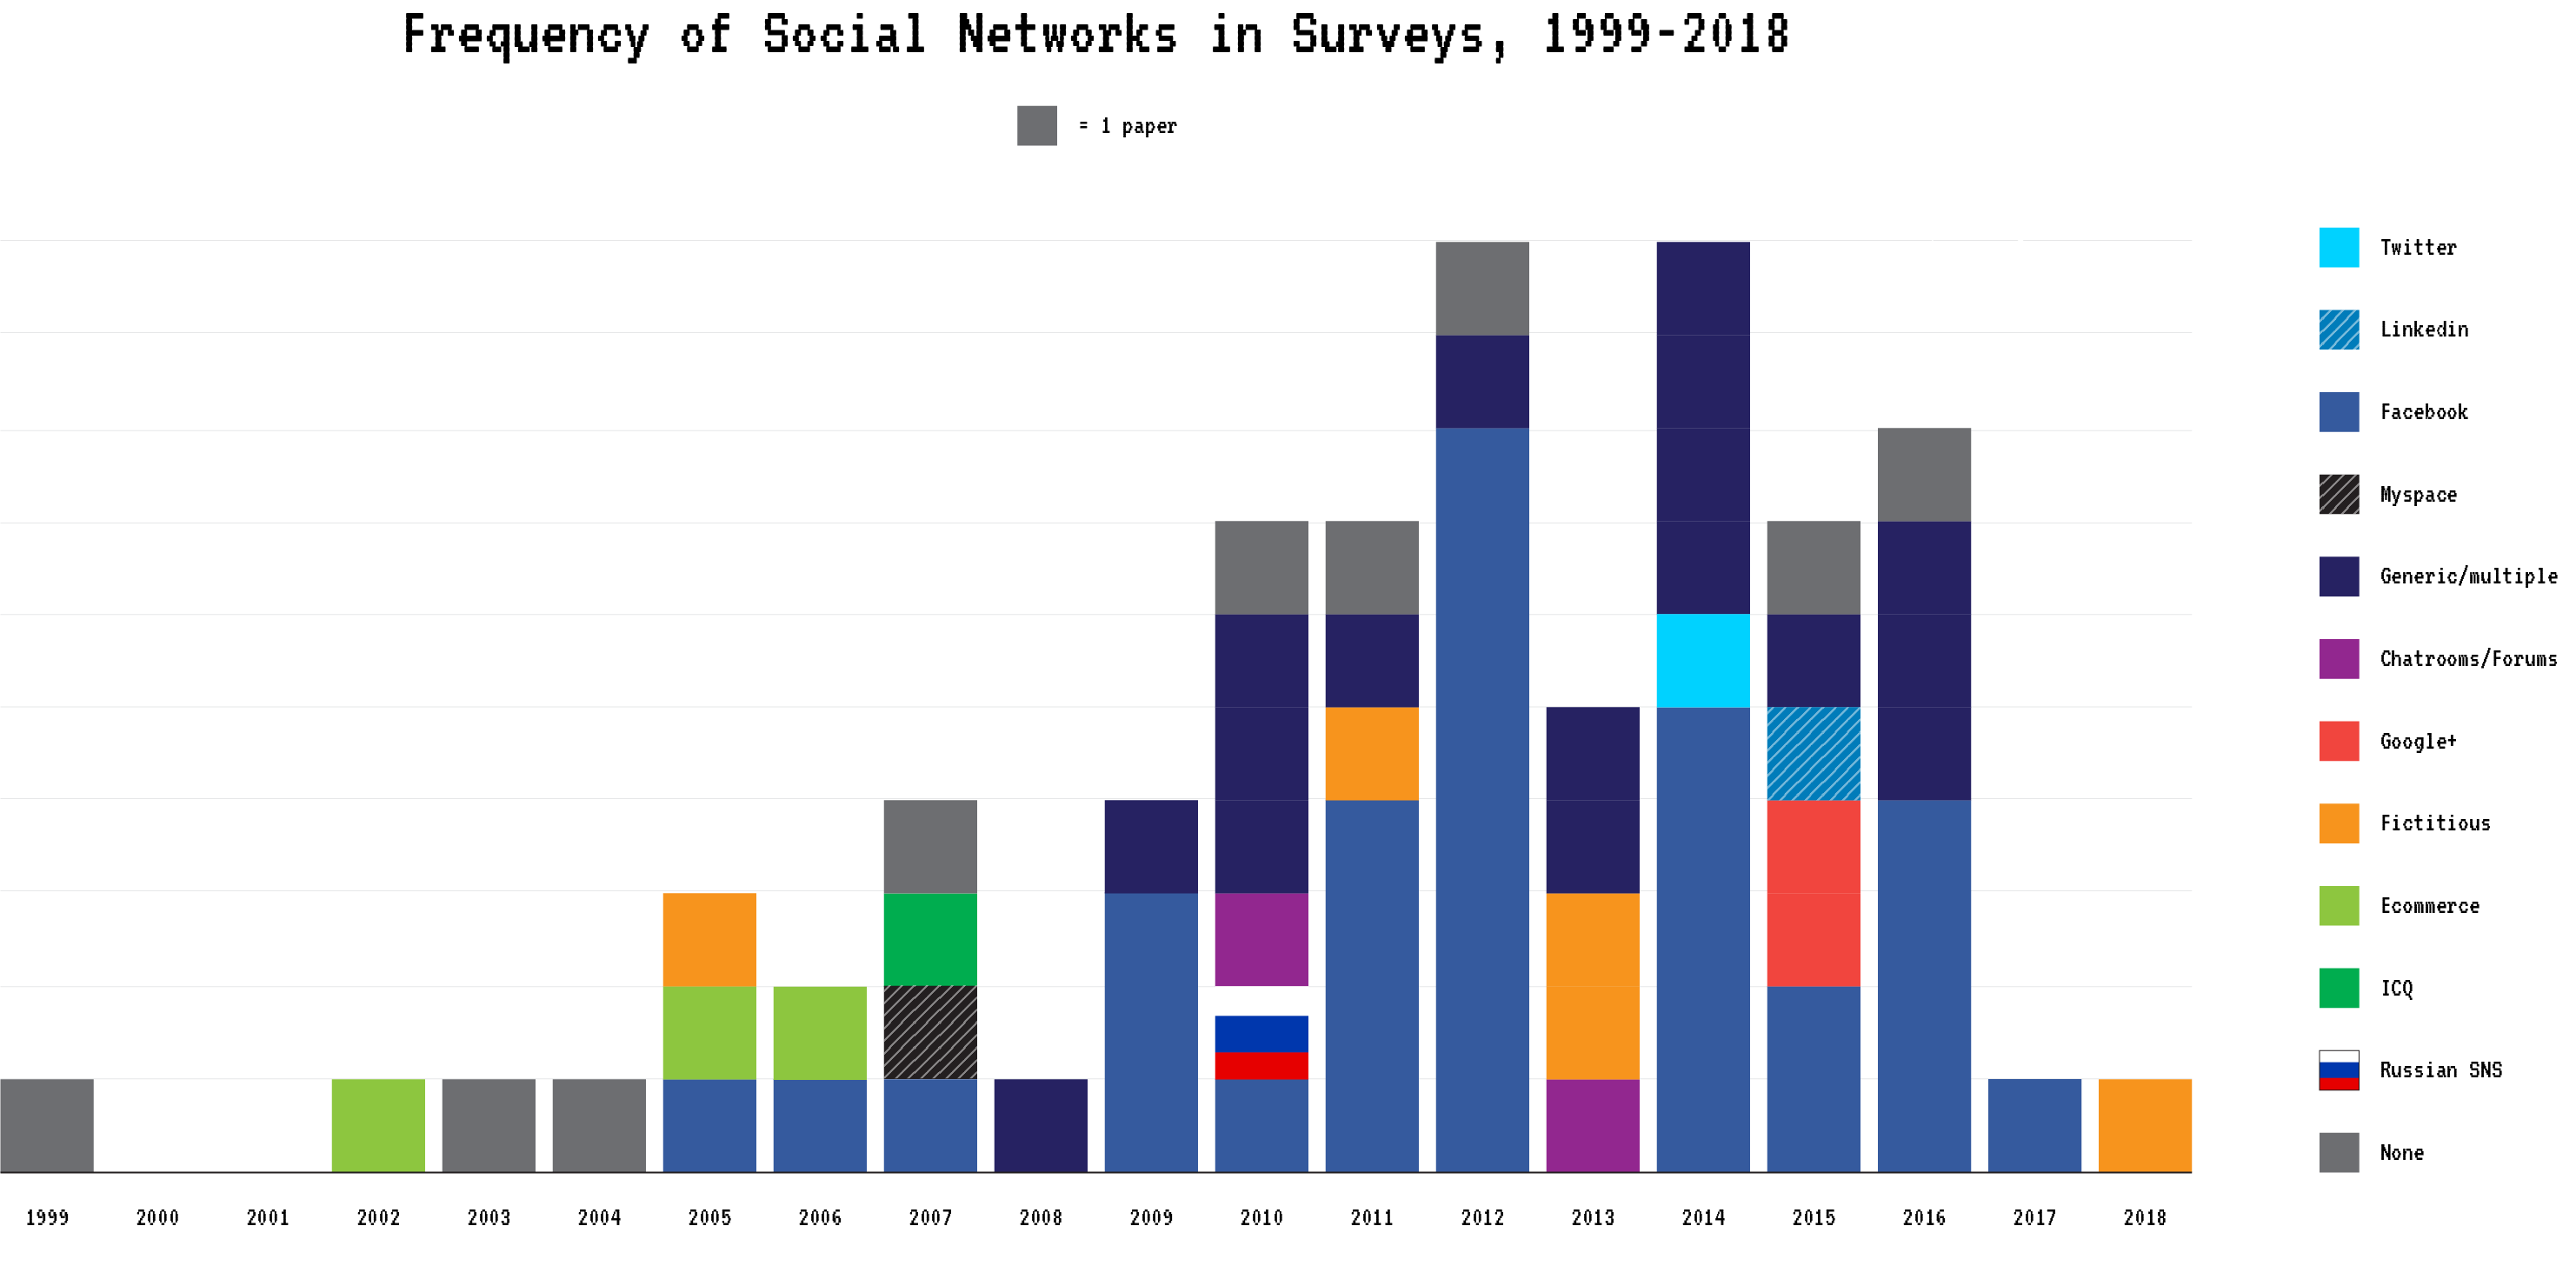 Frequency of Social Networks in Surveys, 1999-2018
= 1 paper
Twitter
Linkedin
Facebook
Myspace
Generic/multiple
Chatrooms/Forums
Google+
Fictitious
Ecommerce
ICQ
Russian SNS
None
1999 2000 2001 2002 2003 2004 2005 2006 2007 2008 2009 2010 2011 2012 2013 2014 2015 2016 2017 2018